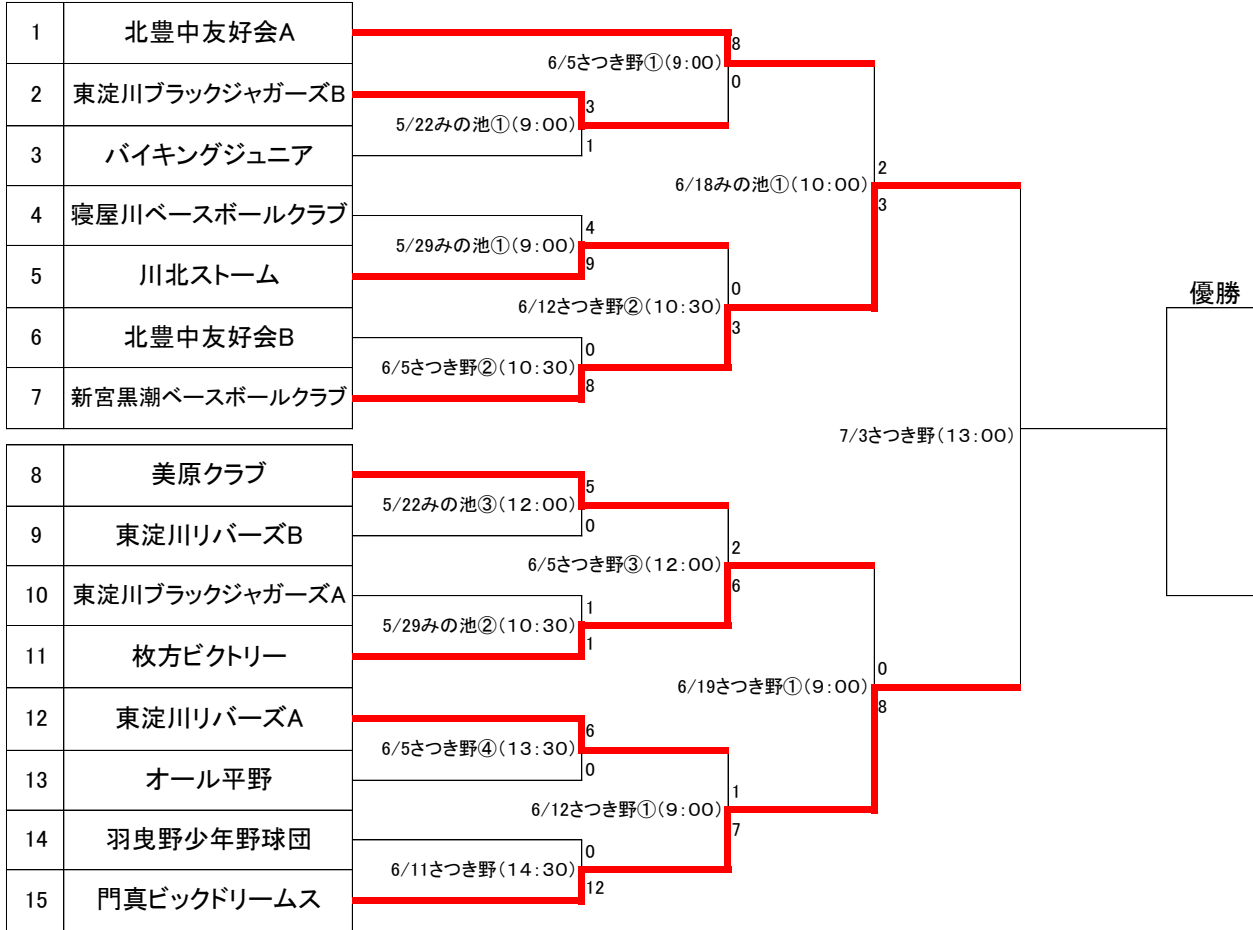 1 北豊中友好会A
8
6/5さつき野①(9:00)
0
2 東淀川ブラックジャガーズB
3
5/22みの池①(9:00)
1
3 バイキングジュニア
2
6/18みの池①(10:00)
3
4 寝屋川ベースボールクラブ
4
5/29みの池①(9:00)
9
5 川北ストーム
0
6/12さつき野②(10:30)
3
優勝
6 北豊中友好会B
0
6/5さつき野②(10:30)
8
7 新宮黒潮ベースボールクラブ
7/3さつき野(13:00)
8 美原クラブ
5
5/22みの池③(12:00)
0
9 東淀川リバーズB
2
6/5さつき野③(12:00)
6
10 東淀川ブラックジャガーズA
1
5/29みの池②(10:30)
1
11 枚方ビクトリー
0
6/19さつき野①(9:00)
8
12 東淀川リバーズA
6
6/5さつき野④(13:30)
0
13 オール平野
1
6/12さつき野①(9:00)
7
14 羽曳野少年野球団
0
6/11さつき野(14:30)
12
15 門真ビックドリームス